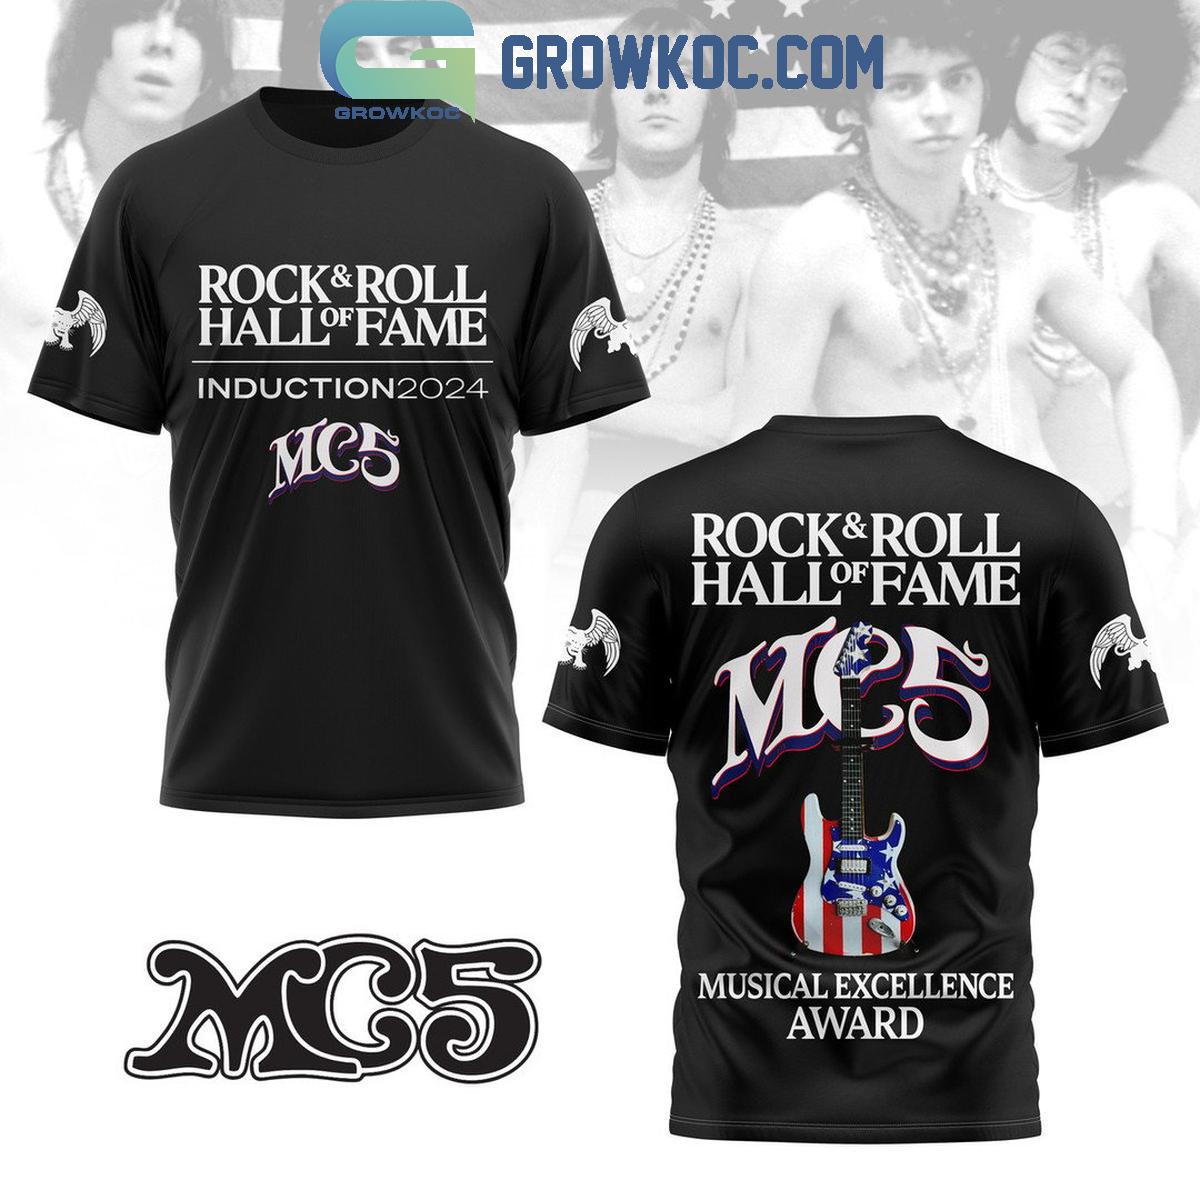 GROWKOC
GROWKOC.COM
ROCK & ROLL
HALL OF FAME
INDUCTION2024
MC5
ROCK & ROLL
HALL OF FAME
MC5
MUSICAL EXCELLENCE
AWARD
MC5